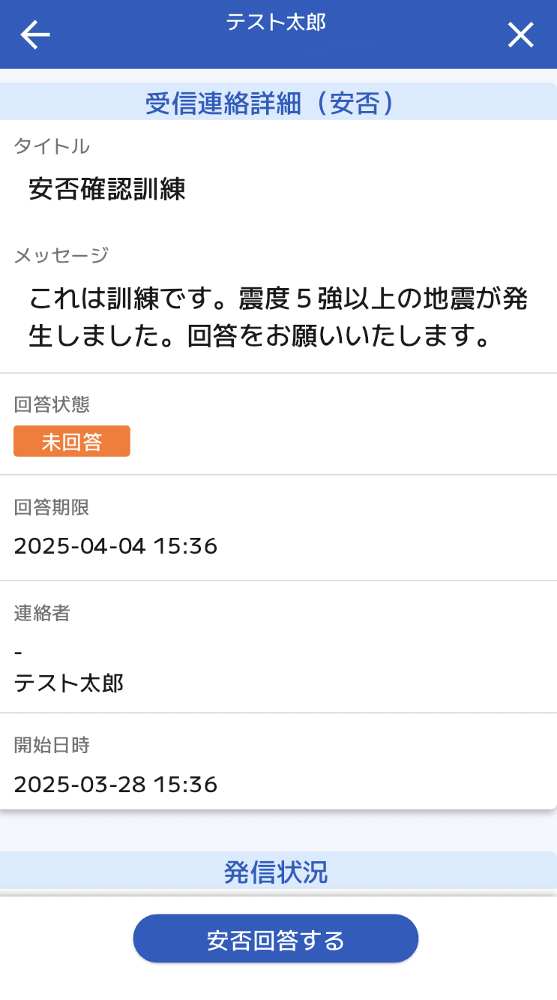 テスト太郎
受信連絡詳細（安否）
タイトル
安否確認訓練
メッセージ
これは訓練です。震度５強以上の地震が発
生しました。回答をお願いいたします。
回答状態
未回答
回答期限
2025-04-04 15:36
連絡者
-
テスト太郎
開始日時
2025-03-28 15:36
発信状況
安否回答する